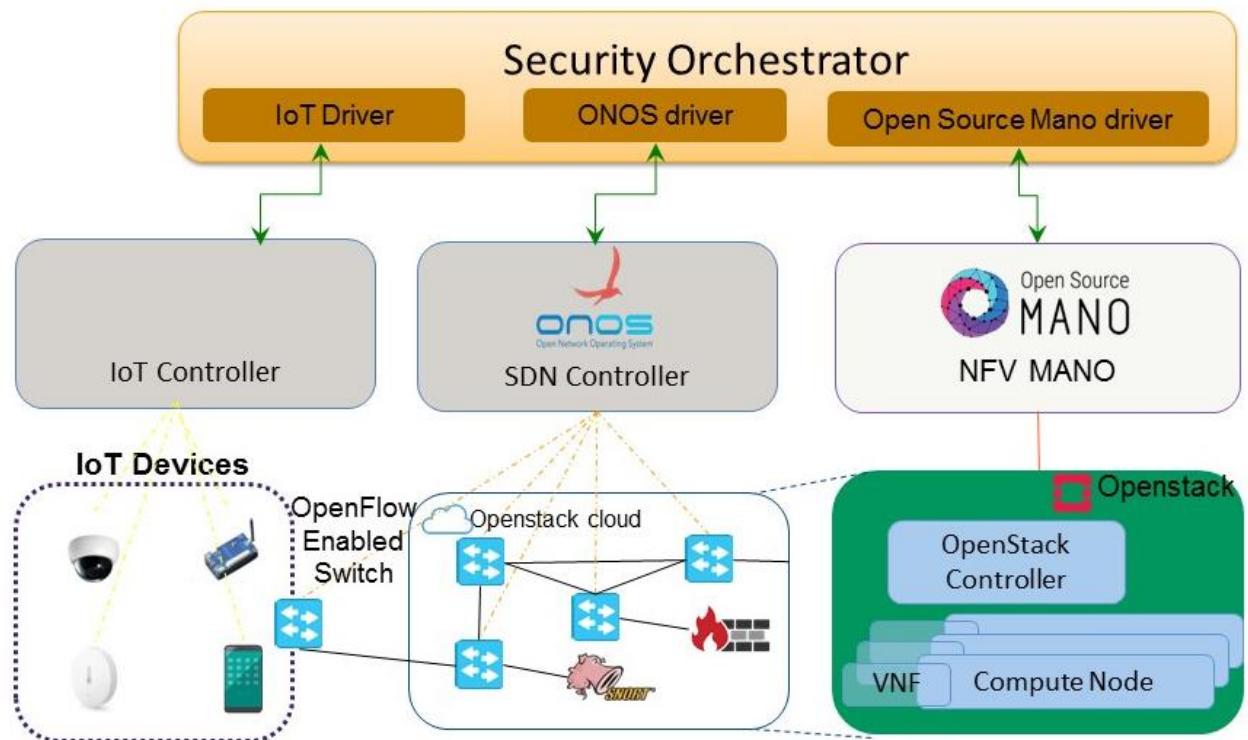 Security Orchestrator
IoT Driver
ONOS driver
Open Source Mano driver
IoT Controller
onos
Open Network Operating System
SDN Controller
Open Source
MANO
NFV MANO
IoT Devices
OpenFlow
Enabled
Switch
Openstack cloud
SNORT
Openstack
OpenStack
Controller
VNF
Compute Node